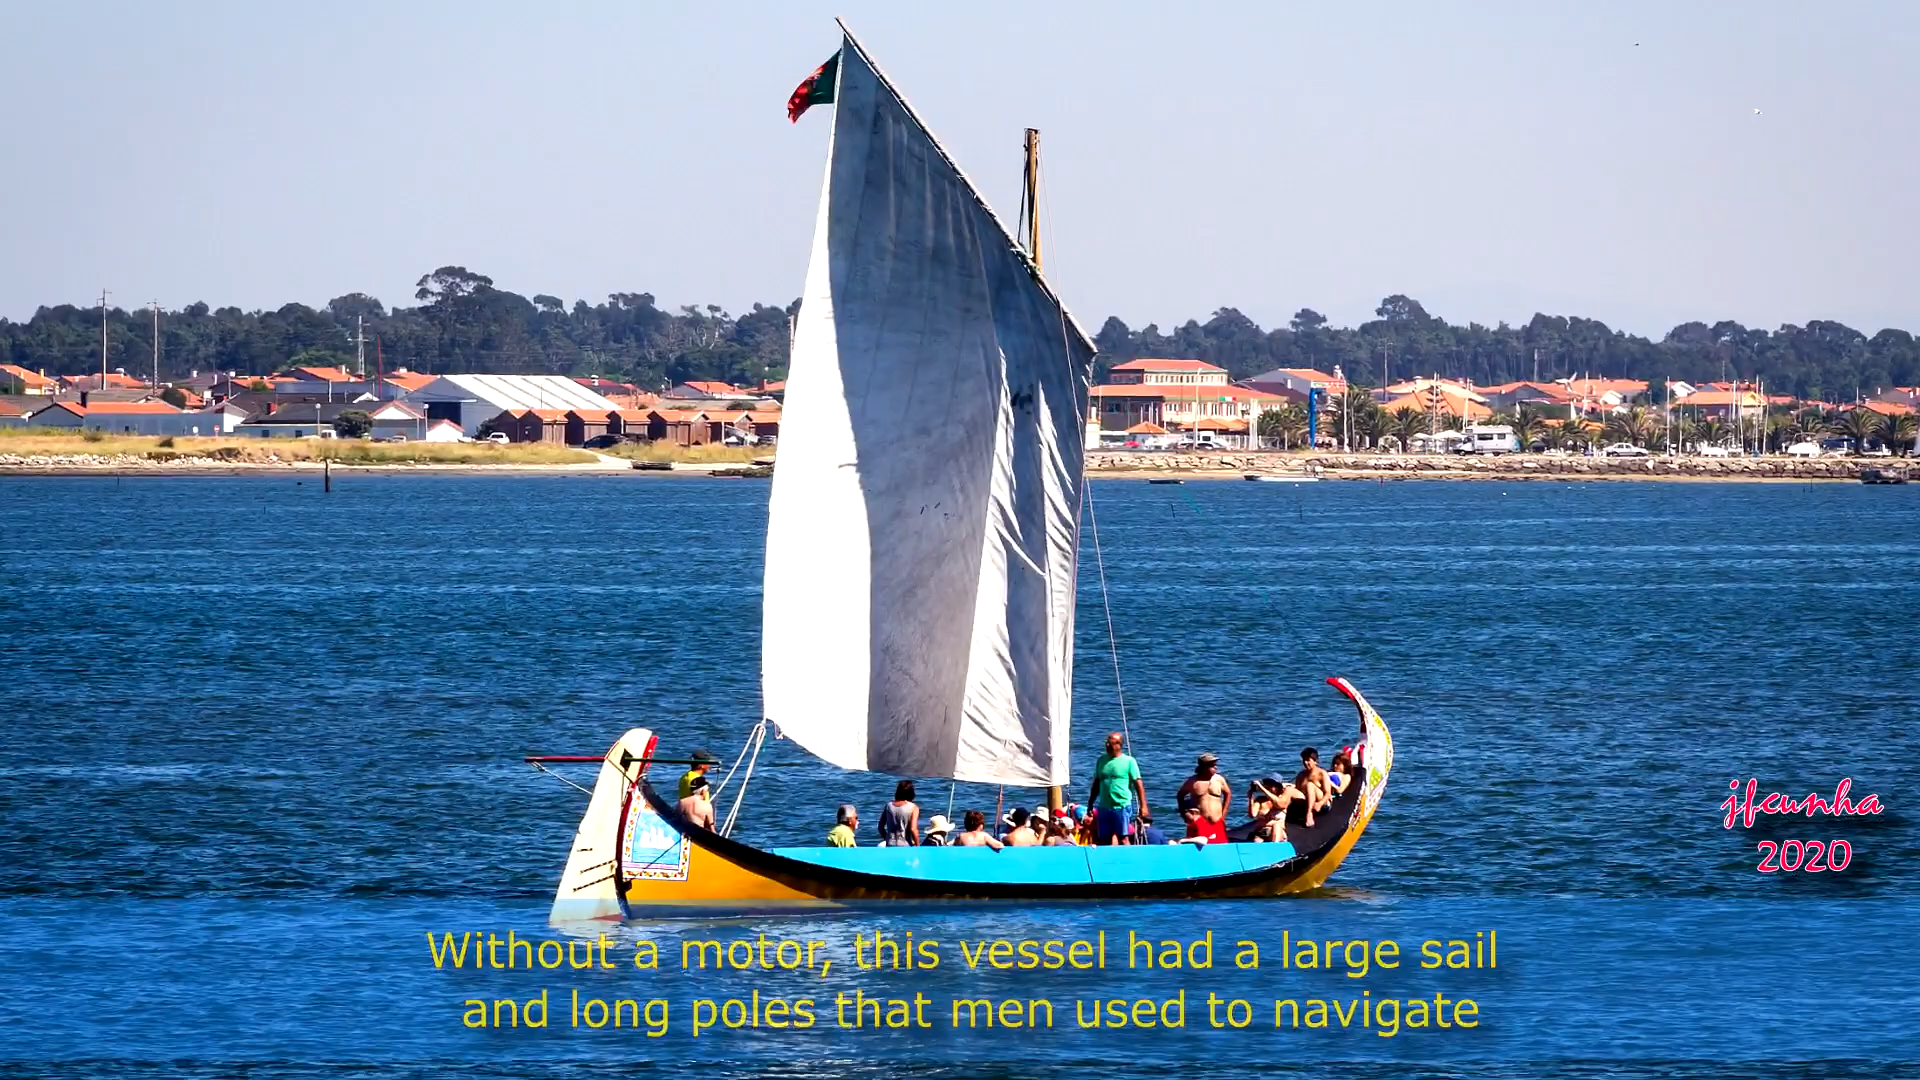 jfcunha
2020
Without a motor, this vessel had a large sail
and long poles that men used to navigate